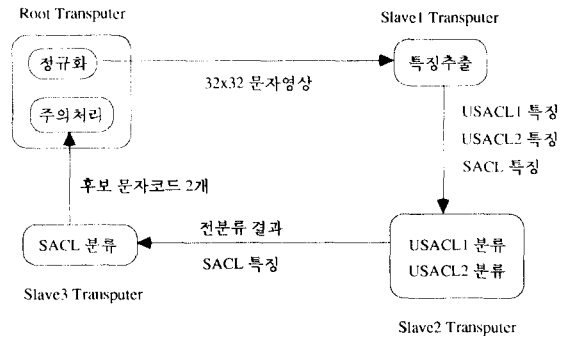 Root Transputer
Slave1 Transputer
정규화
특징추출
32x32 문자영상
주의처리
USACL1 특징
USACL2 특징
SACL 특징
후보 문자코드 2개
전분류 결과
SACL 분류
USACL1 분류
SACL 특징
USACL2 분류
Slave3 Transputer
Slave2 Transputer